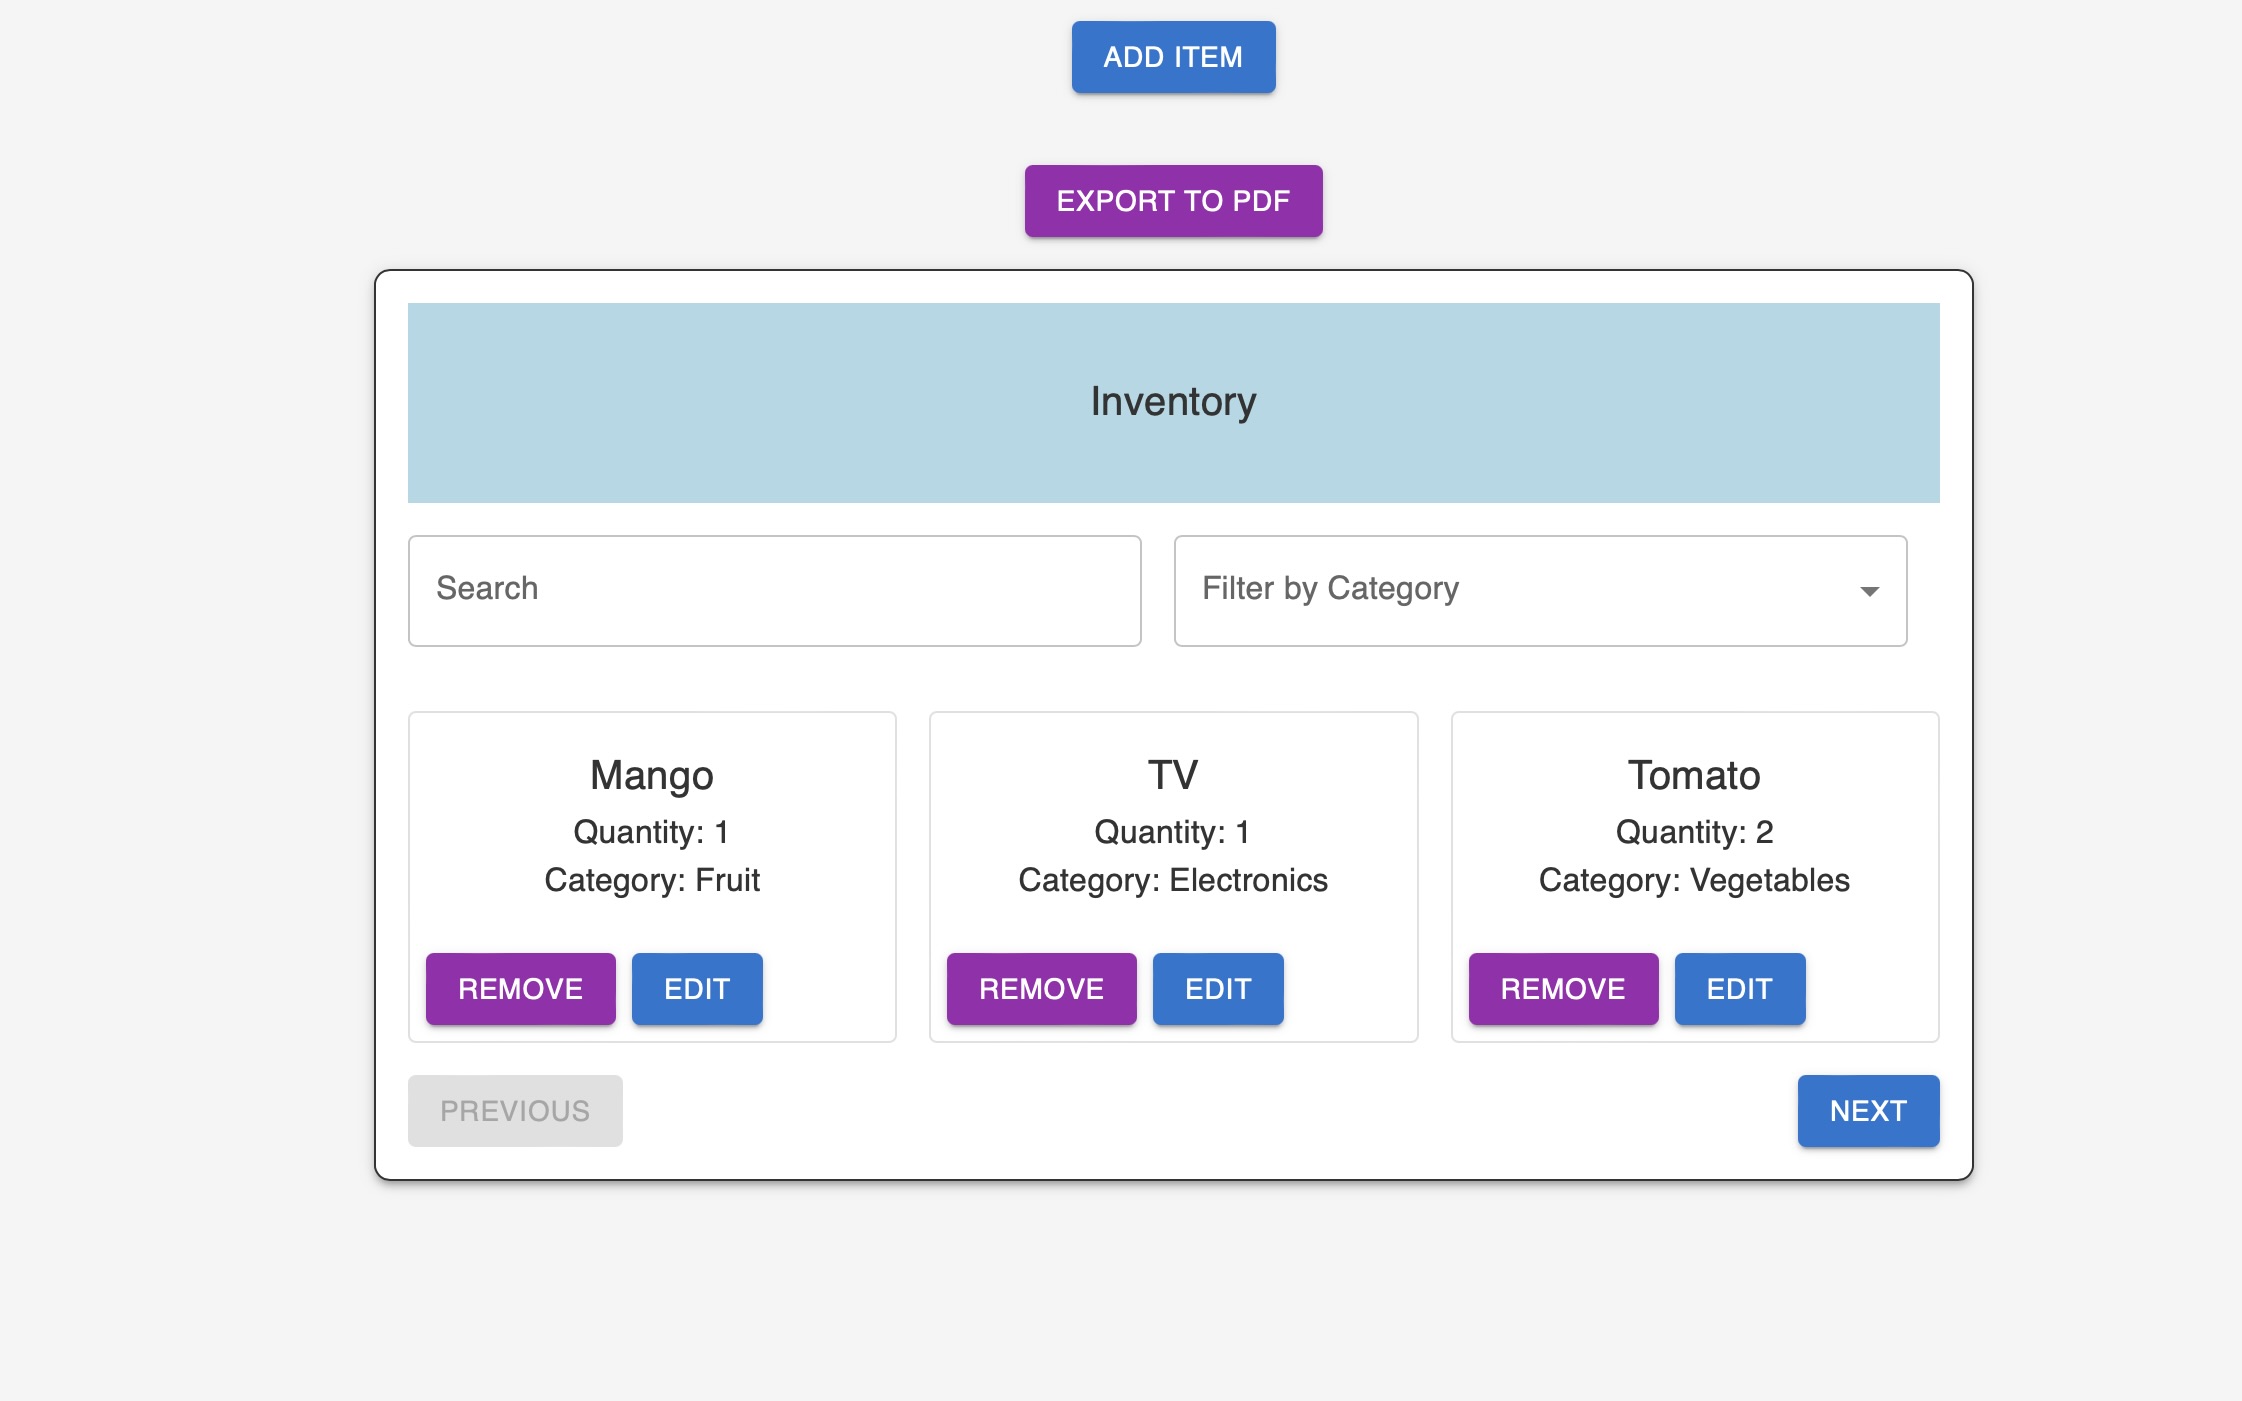 ADD ITEM
EXPORT TO PDF
Inventory
Search
Filter by Category
Mango
Quantity: 1
Category: Fruit
REMOVE EDIT
TV
Quantity: 1
Category: Electronics
REMOVE EDIT
Tomato
Quantity: 2
Category: Vegetables
REMOVE EDIT
PREVIOUS
NEXT